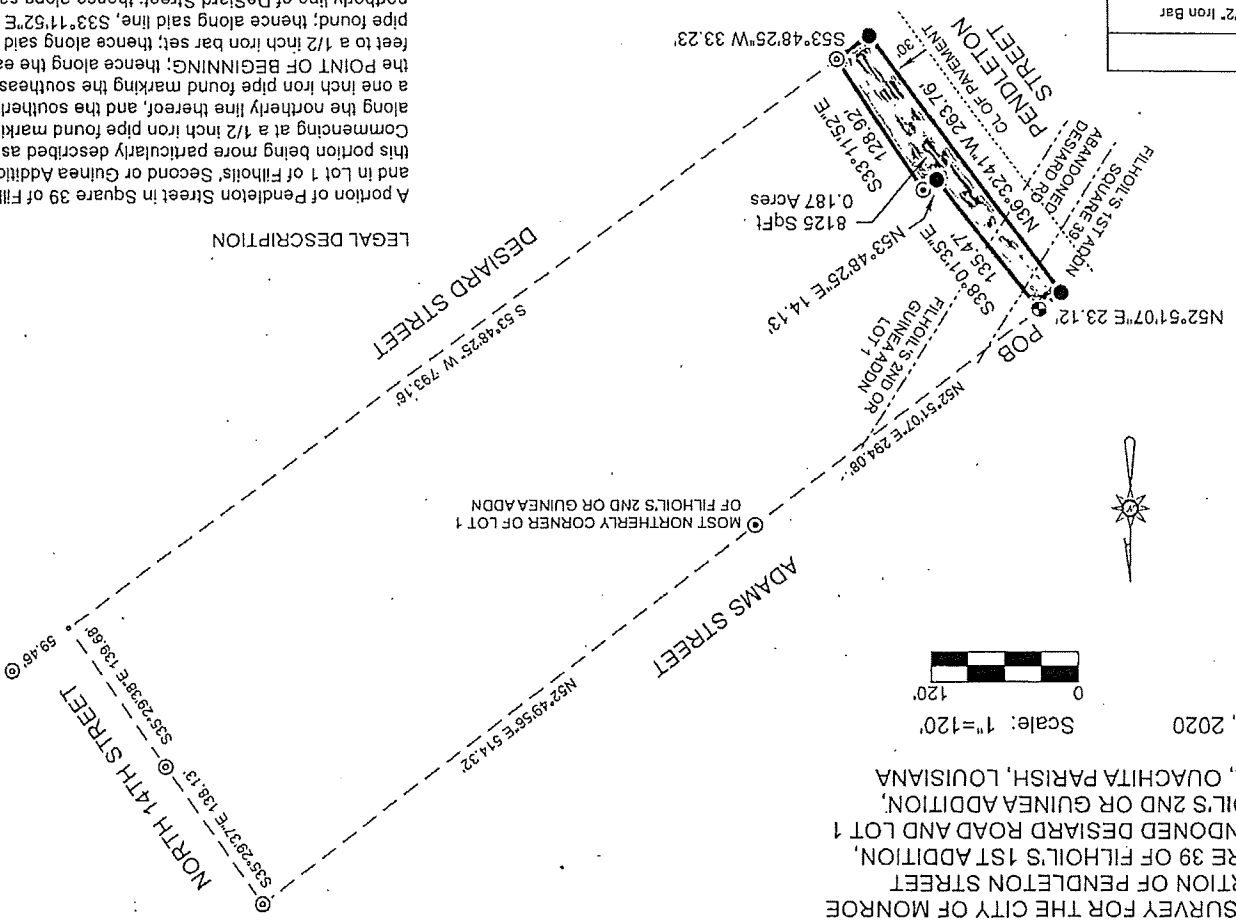 SURVEY FOR THE CITY OF MONROE
RTION OF PENDLETON STREET
RE 39 OF FILHOIL'S 1ST ADDITION,
NDONED DESIARD ROAD AND LOT 1
OIL'S 2ND OR GUINEA ADDITION,
, OUACHITA PARISH, LOUISIANA
, 2020
Scale: 1"=120'
0
120'
NORTH 14TH STREET
S35°29'37"E 138.13'
S35°29'38"E 139.68'
59.46'
N52°49'56"E 514.32'
ADAMS STREET
MOST NORTHERLY CORNER OF LOT 1
OF FILHOIL'S 2ND OR GUINEA ADDN
N52°51'07"E 294.08'
S 53°48'25" W 793.16'
DESIARD STREET
FILHOIL'S 2ND OR
GUINEA ADDN
LOT 1
POB
N52°51'07"E 23.12'
S38°01'35"E
135.47'
N53°48'25"E 14.13'
8125 SqFt
0.187 Acres
S33°11'52"E
128.92'
N36°32'41"W 263.76'
FILHOIL'S 1ST ADDN
SQUARE 39
ABANDONED
DESIARD RD
CL OF PAVEMENT
30'
PENDLETON
STREET
S53°48'25"W 33.23'
2" Iron Bar
LEGAL DESCRIPTION
A portion of Pendleton Street in Square 39 of Fil
and in Lot 1 of Filhoils' Second or Guinea Additio
this portion being more particularly described as
Commencing at a 1/2 inch iron pipe found marki
along the northerly line thereof, and the southerl
a one inch iron pipe found marking the southeas
the POINT OF BEGINNING; thence along the ea
feet to a 1/2 inch iron bar set; thence along said
pipe found; thence along said line, S33°11'52"E
northerly line of DeSiard Street; thence along sa